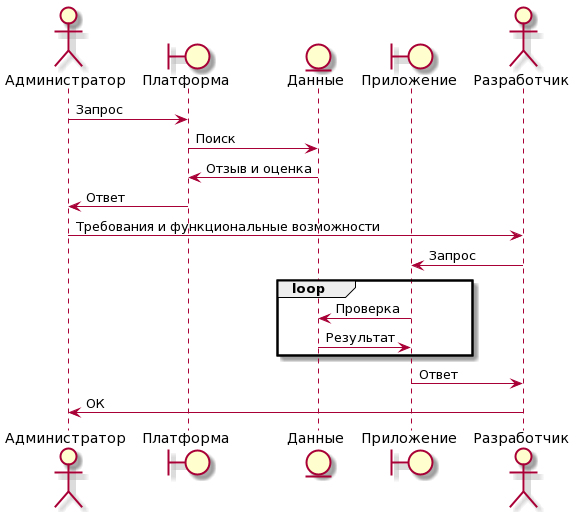 Администратор Платформа Данные Приложение Разработчик
Запрос
Поиск
Отзыв и оценка
Ответ
Требования и функциональные возможности
Запрос
loop
Проверка
Результат
Ответ
ОК
Администратор Платформа Данные Приложение Разработчик